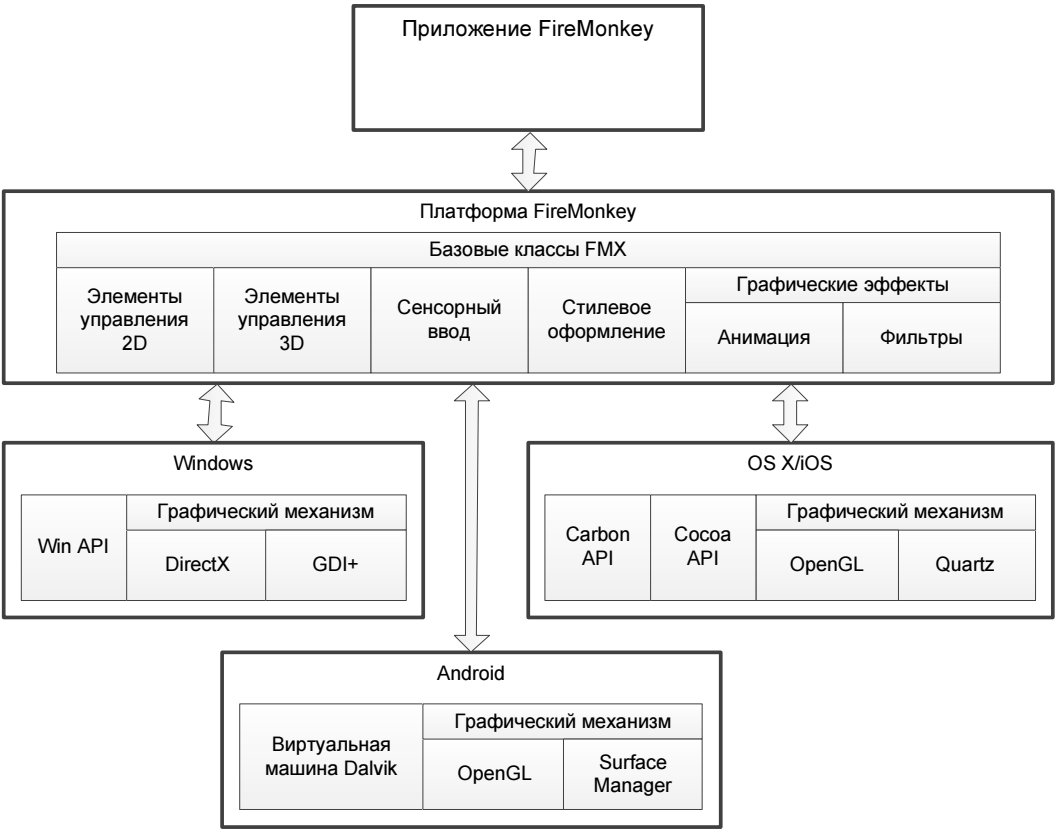 Приложение FireMonkey
Платформа FireMonkey
Базовые классы FMX
Элементы
управления
2D
Элементы
управления
3D
Сенсорный
ввод
Стилевое
оформление
Графические эффекты
Анимация
Фильтры
Windows
Win API
Графический механизм
DirectX
GDI+
OS X/iOS
Carbon
API
Cocoa
API
Графический механизм
OpenGL
Quartz
Android
Виртуальная
машина Dalvik
Графический механизм
OpenGL
Surface
Manager